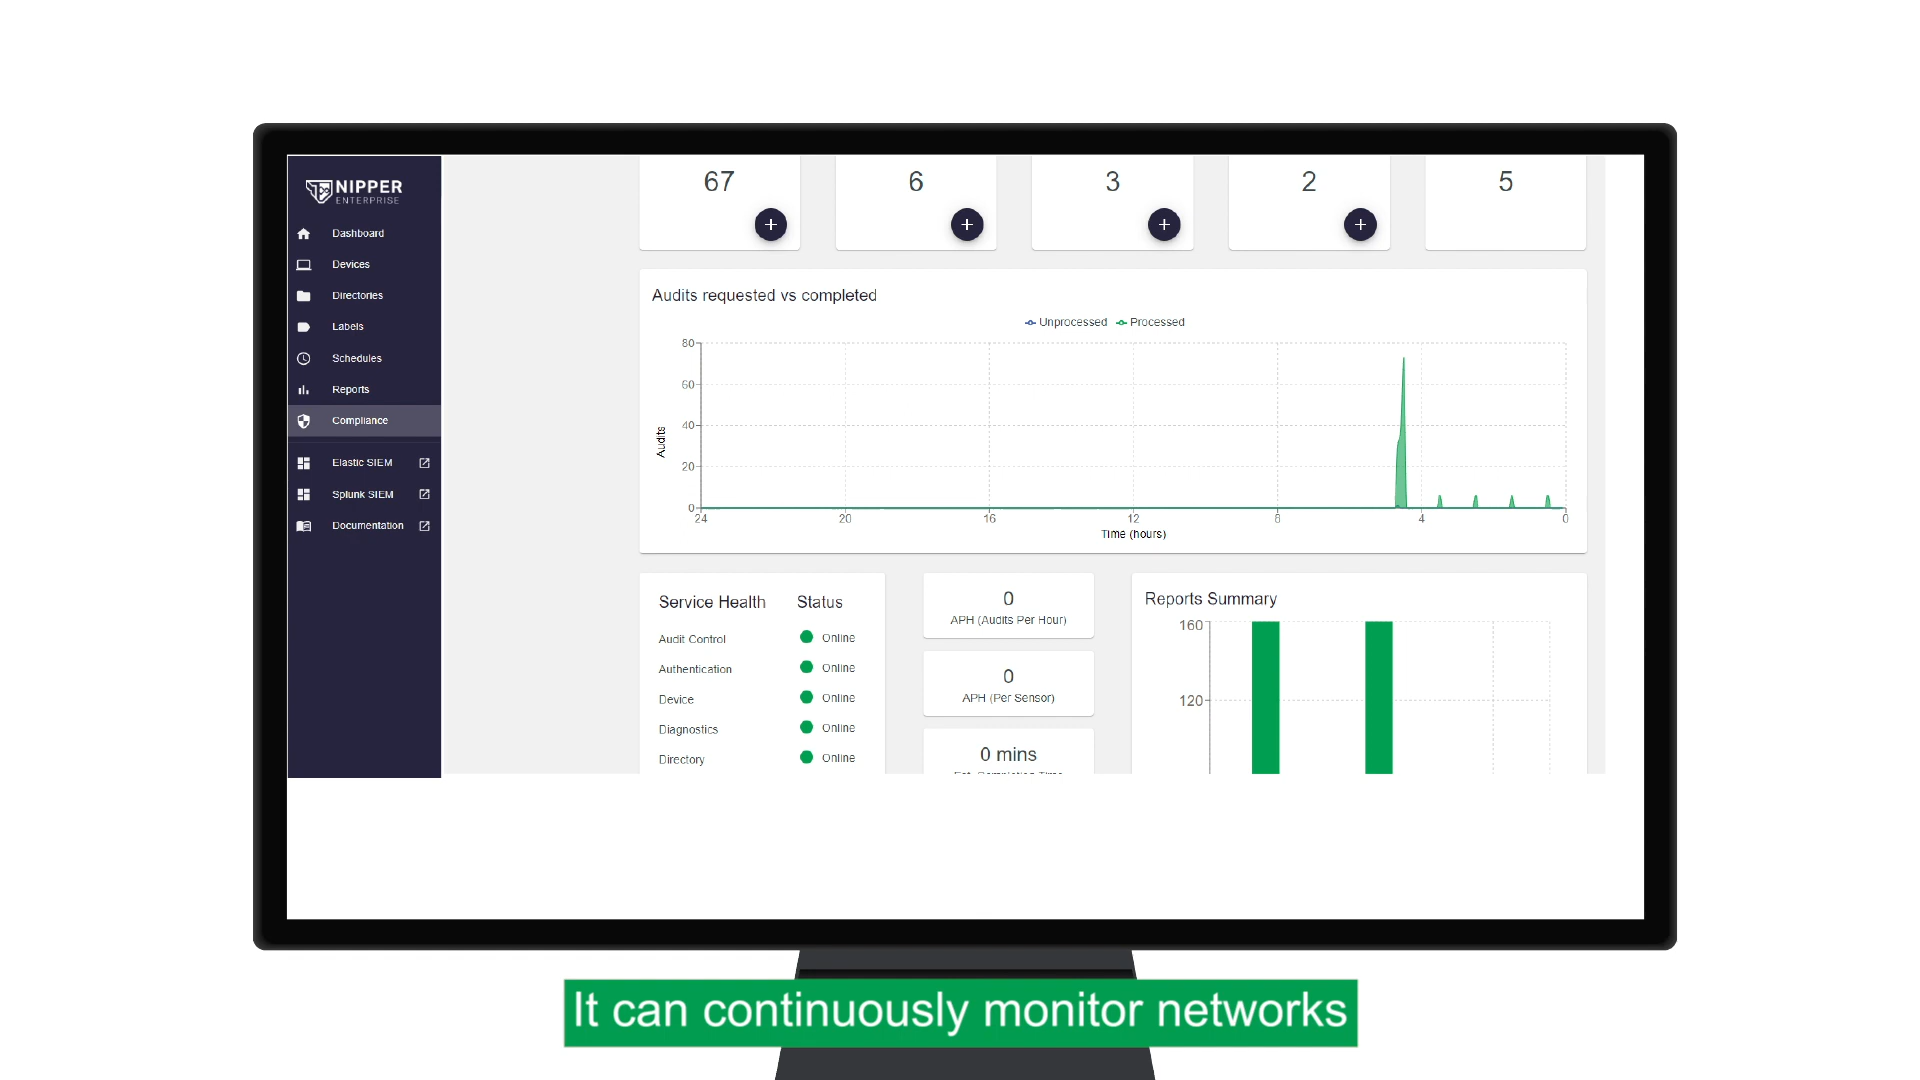 NIPPER
ENTERPRISE
Dashboard
Devices
Directories
Labels
Schedules
Reports
Compliance
Elastic SIEM
Splunk SIEM
Documentation
67
6
3
2
5
+
+
+
+
Audits requested vs completed
Unprocessed
Processed
80
60
40
20
0
Audits
24
20
16
12
8
4
0
Time (hours)
Service Health
Status
Audit Control
Online
Authentication
Online
Device
Online
Diagnostics
Online
Directory
Online
0
APH (Audits Per Hour)
0
APH (Per Sensor)
0 mins
Reports Summary
160
120
It can continuously monitor networks